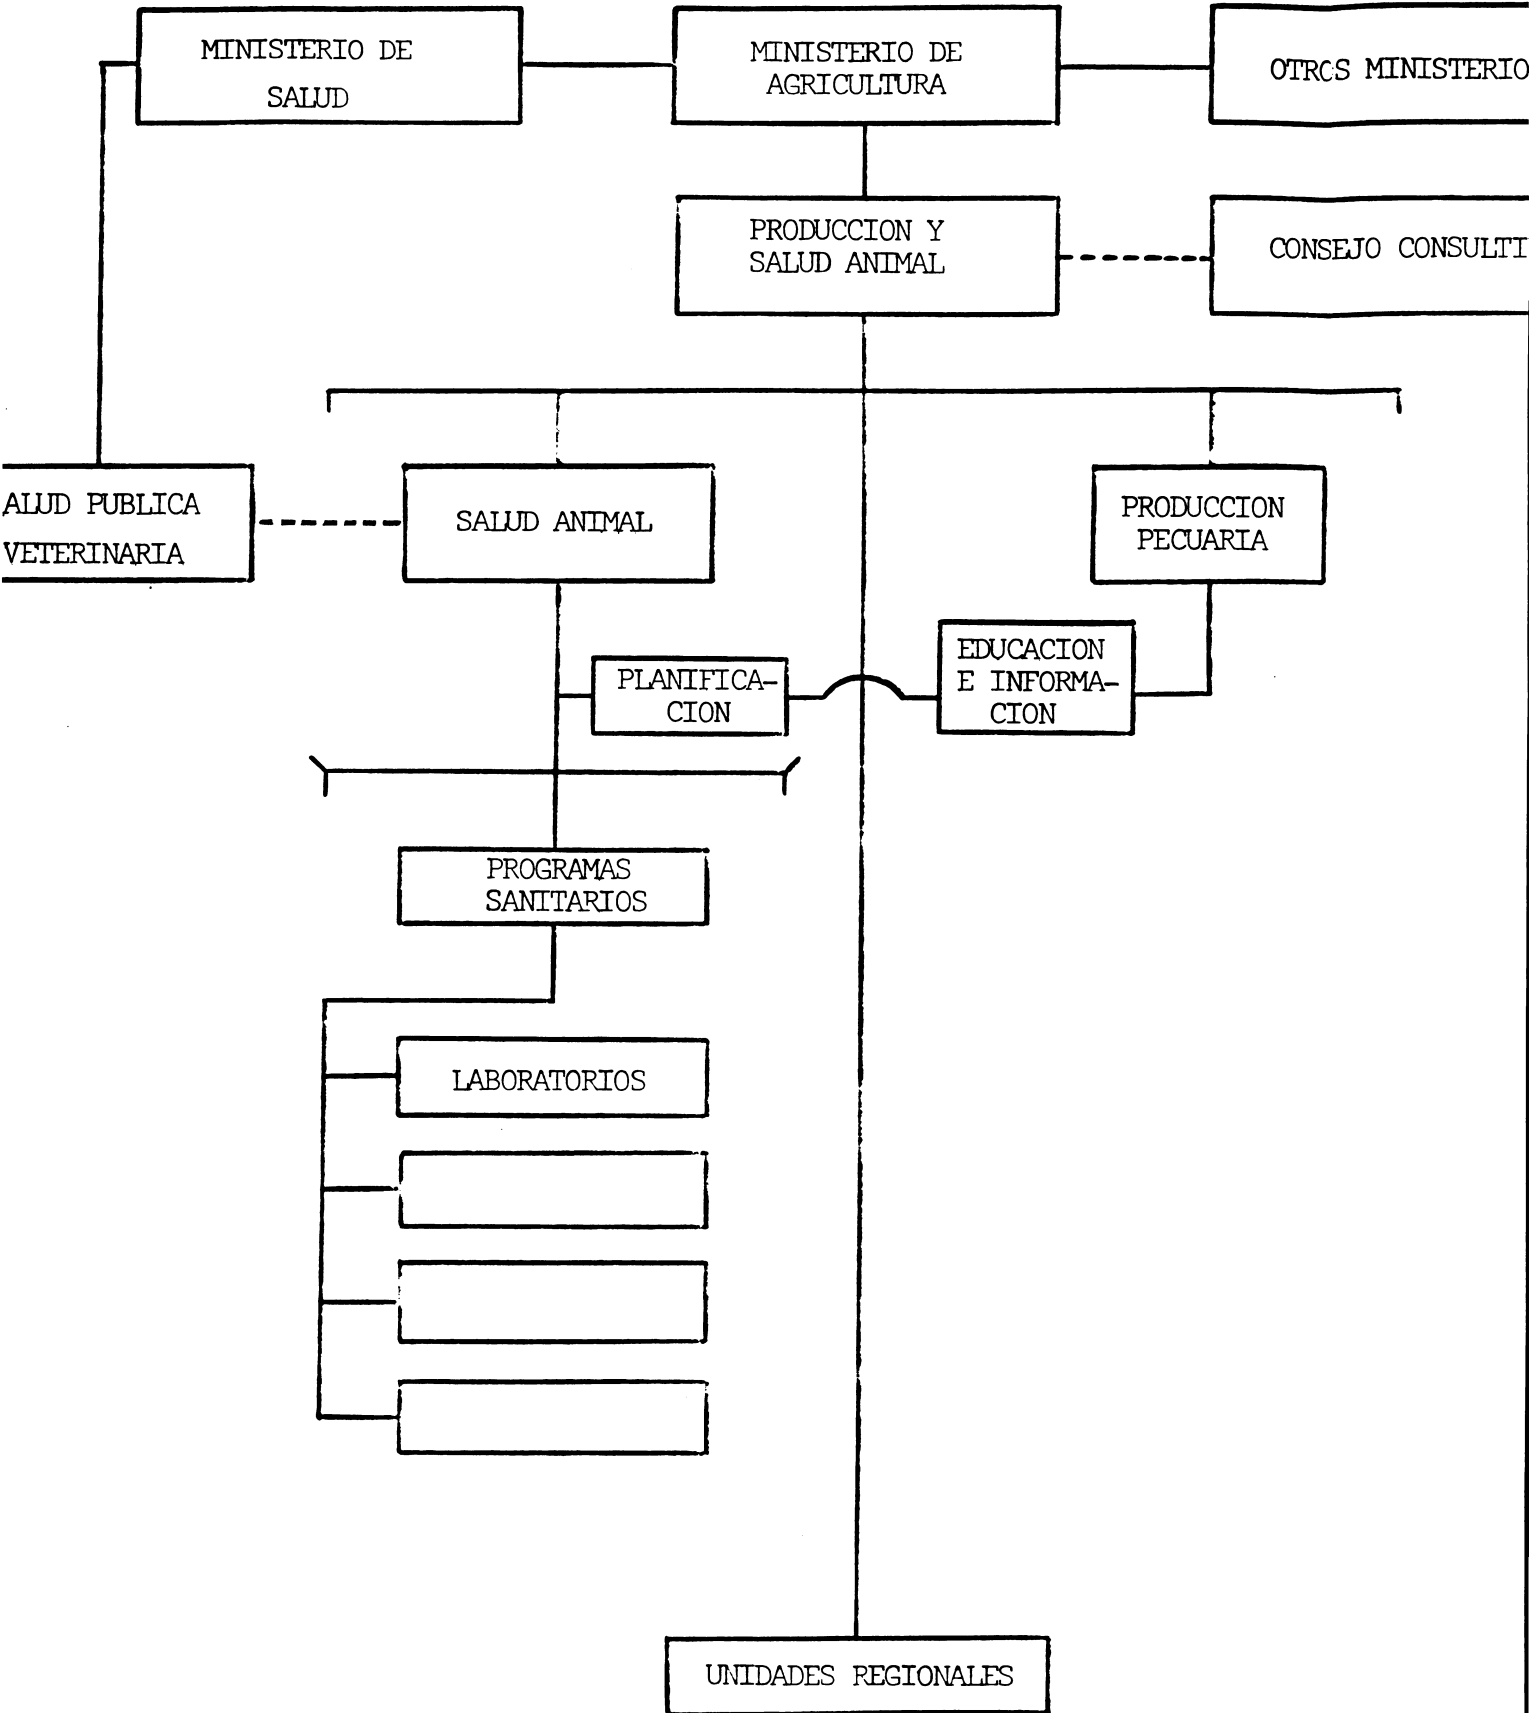 MINISTERIO DE
SALUD
MINISTERIO DE
AGRICULTURA
OTROS MINISTERIO
PRODUCCION Y
SALUD ANIMAL
CONSEJO CONSULTI
ALUD PUBLICA
VETERINARIA
SALUD ANIMAL
PRODUCCION
PECUARIA
PLANIFICA-
CION
EDUCACION
E INFORMA-
CION
PROGRAMAS
SANITARIOS
LABORATORIOS
UNIDADES REGIONALES